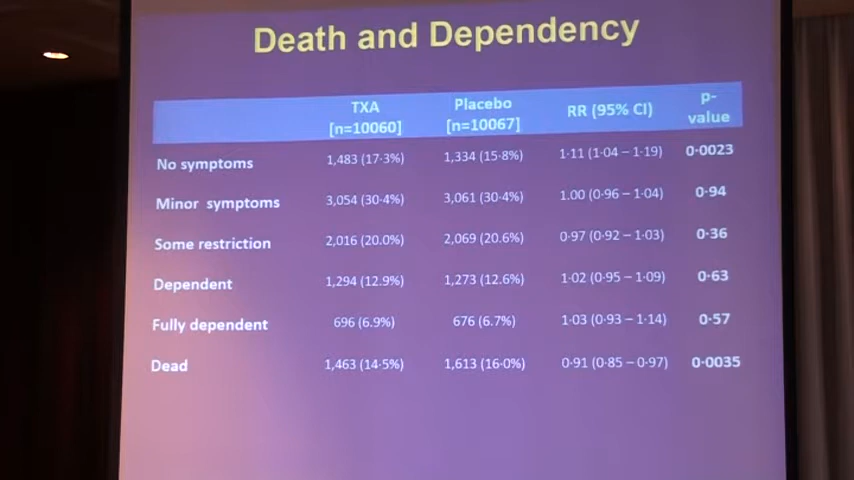 Death and Dependency
TXA [n=10060] Placebo [n=10067] RR (95% CI) p-value
No symptoms 1,483 (17·3%) 1,334 (15·8%) 1·11 (1·04 – 1·19) 0·0023
Minor symptoms 3,054 (30·4%) 3,061 (30·4%) 1.00 (0·96 – 1·04) 0·94
Some restriction 2,016 (20.0%) 2,069 (20·6%) 0·97 (0·92 – 1·03) 0·36
Dependent 1,294 (12.9%) 1,273 (12·6%) 1·02 (0·95 – 1·09) 0·63
Fully dependent 696 (6.9%) 676 (6.7%) 1·03 (0·93 – 1·14) 0·57
Dead 1,463 (14·5%) 1,613 (16·0%) 0·91 (0·85 – 0·97) 0·0035